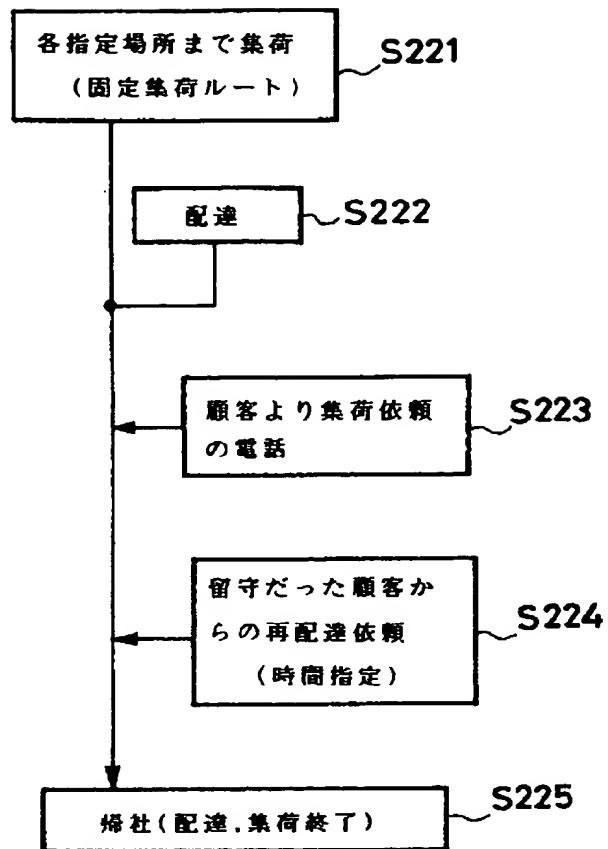 各指定場所まで集荷
(固定集荷ルート)
S221
配達
S222
顧客より集荷依頼
の電話
S223
留守だった顧客か
らの再配達依頼
(時間指定)
S224
帰社(配達,集荷終了)
S225